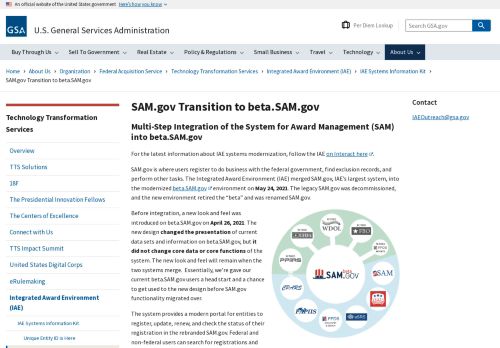 An official website of the United States government Here's how you know
GSA
U.S. General Services Administration
Per Diem Lookup
Search GSA.gov
Buy Through Us
Sell To Government
Real Estate
Policy & Regulations
Small Business
Travel
Technology
About Us
Home › About Us › Organization › Federal Acquisition Service › Technology Transformation Services › Integrated Award Environment (IAE) › IAE Systems Information Kit ›
SAM.gov Transition to beta.SAM.gov
Technology Transformation
Services
Overview
TTS Solutions
18F
The Presidential Innovation Fellows
The Centers of Excellence
Connect with Us
TTS Impact Summit
United States Digital Corps
eRulemaking
Integrated Award Environment
(IAE)
IAE Systems Information Kit
Unique Entity ID is Here
SAM.gov Transition to beta.SAM.gov
Multi-Step Integration of the System for Award Management (SAM)
into beta.SAM.gov
For the latest information about IAE systems modernization, follow the IAE on Interact here.
SAM.gov is where users register to do business with the federal government, find exclusion records, and
perform other tasks. The Integrated Award Environment (IAE) merged SAM.gov, IAE's largest system, into
the modernized beta.SAM.gov environment on May 24, 2021. The legacy SAM.gov was decommissioned,
and the new environment retired the "beta" and was renamed SAM.gov.
Before integration, a new look and feel was
introduced on beta.SAM.gov on April 26, 2021. The
new design changed the presentation of current
data sets and information on beta.SAM.gov, but it
did not change core data or core functions of the
system. The new look and feel will remain when the
two systems merge. Essentially, we're gave our
current beta.SAM.gov users a head start and a chance
to get used to the new design before SAM.gov
functionality migrated over.
The system provides a modern portal for entities to
register, update, renew, and check the status of their
registration in the rebranded SAM.gov. Federal and
non-federal users can search for registrations and
WDOL
FBO
PPIRS
SAM
SAM.gov
CPARS
FAPIIS
FPDS
eSRS
Contact
IAEOutreach@gsa.gov